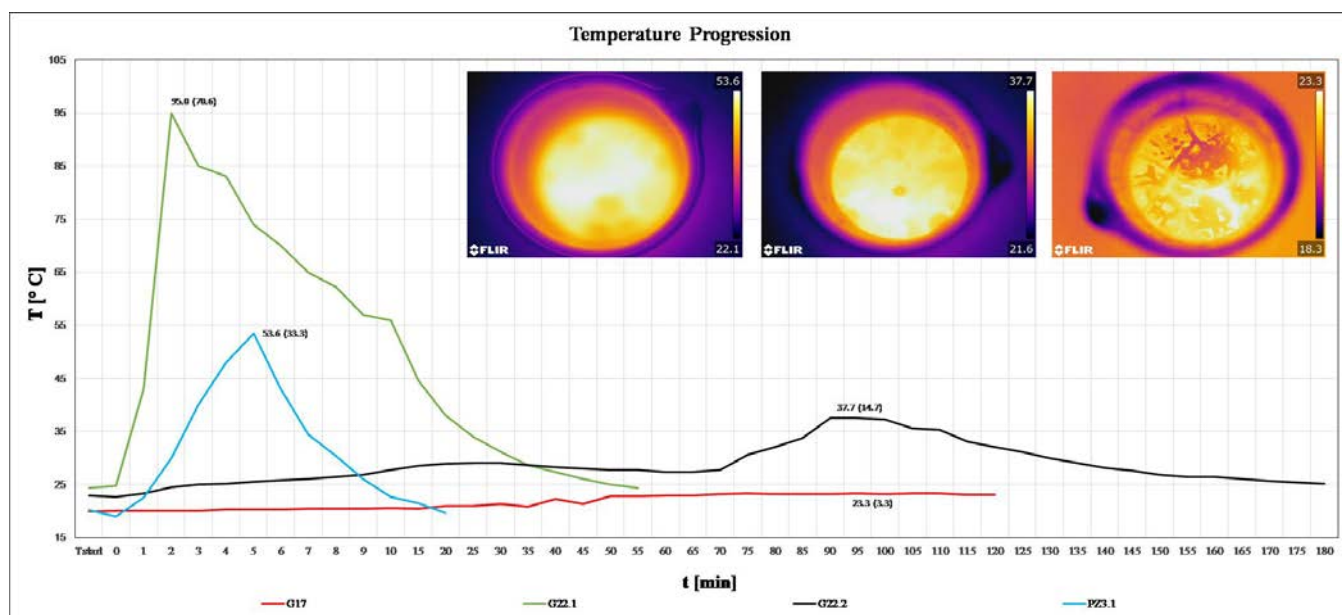 Temperature Progression
105
95
85
75
65
55
45
35
25
15
T [° C]
95.0 (70.6)
53.6 (33.3)
37.7 (14.7)
23.3 (3.3)
53.6
22.1
FLIR
37.7
21.6
FLIR
23.3
18.3
FLIR
Tstart 0 1 2 3 4 5 6 7 8 9 10 15 20 25 30 35 40 45 50 55 60 65 70 75 80 85 90 95 100 105 110 115 120 125 130 135 140 145 150 155 160 165 170 175 180
t [min]
G17 G22.1 G22.2 PZ3.1